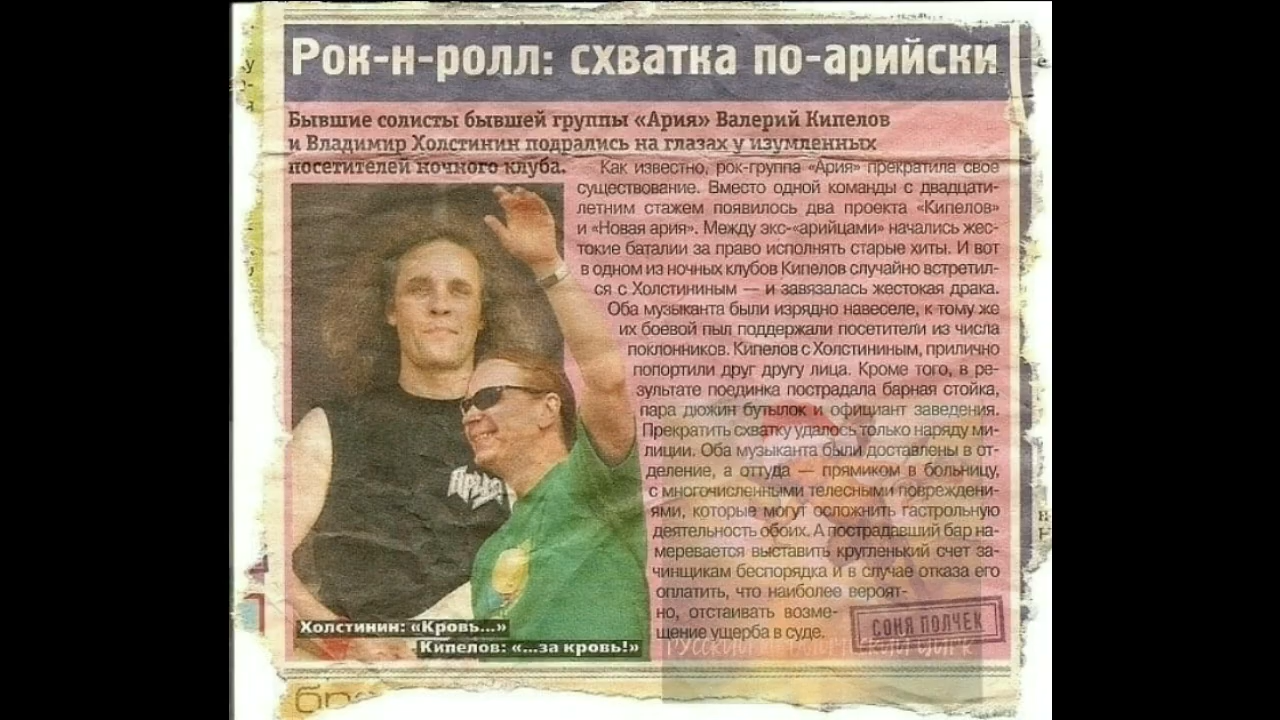 Рок-н-ролл: схватка по-арийски
Бывшие солисты бывшей группы «Ария» Валерий Кипелов
и Владимир Холстинин подрались на глазах у изумленных
посетителей ночного клуба.
Как известно, рок-группа «Ария» прекратила свое
существование. Вместо одной команды с двадцати-
летним стажем появилось два проекта «Кипелов»
и «Новая ария». Между экс-«арийцами» начались жес-
токие баталии за право исполнять старые хиты. И вот
в одном из ночных клубов Кипелов случайно встретил-
ся с Холстининым — и завязалась жестокая драка.
Оба музыканта были изрядно навеселе, к тому же
их боевой пыл поддержали посетители из числа
поклонников. Кипелов с Холстининым, прилично
попортили друг другу лица. Кроме того, в ре-
зультате поединка пострадала барная стойка,
пара дюжин бутылок и официант заведения.
Прекратить схватку удалось только наряду ми-
лиции. Оба музыканта были доставлены в от-
деление, а оттуда — прямиком в больницу,
с многочисленными телесными повреждени-
ями, которые могут осложнить гастрольную
деятельность обоих. А пострадавший бар на-
меревается выставить кругленький счет за-
чинщикам беспорядка и в случае отказа его
оплатить, что наиболее вероят-
но, отстаивать возме-
щение ущерба в суде.
СОНЯ ПОЛЧЕК
Ария
Холстинин: «Кровь...»
Кипелов: «...за кровь!»